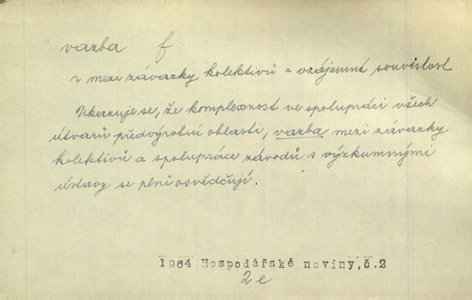 vazba f
v mezi závazky kolektivů = vzájemná souvislost
Ukazuje se, že komplexnost ve spolupráci všech
útvarů předvýrobní oblasti, vazba mezi závazky
kolektivů a spolupráce závodů s výzkumnými
ústavy se plně osvědčují.
1964 Hospodářské noviny, č.2
2e